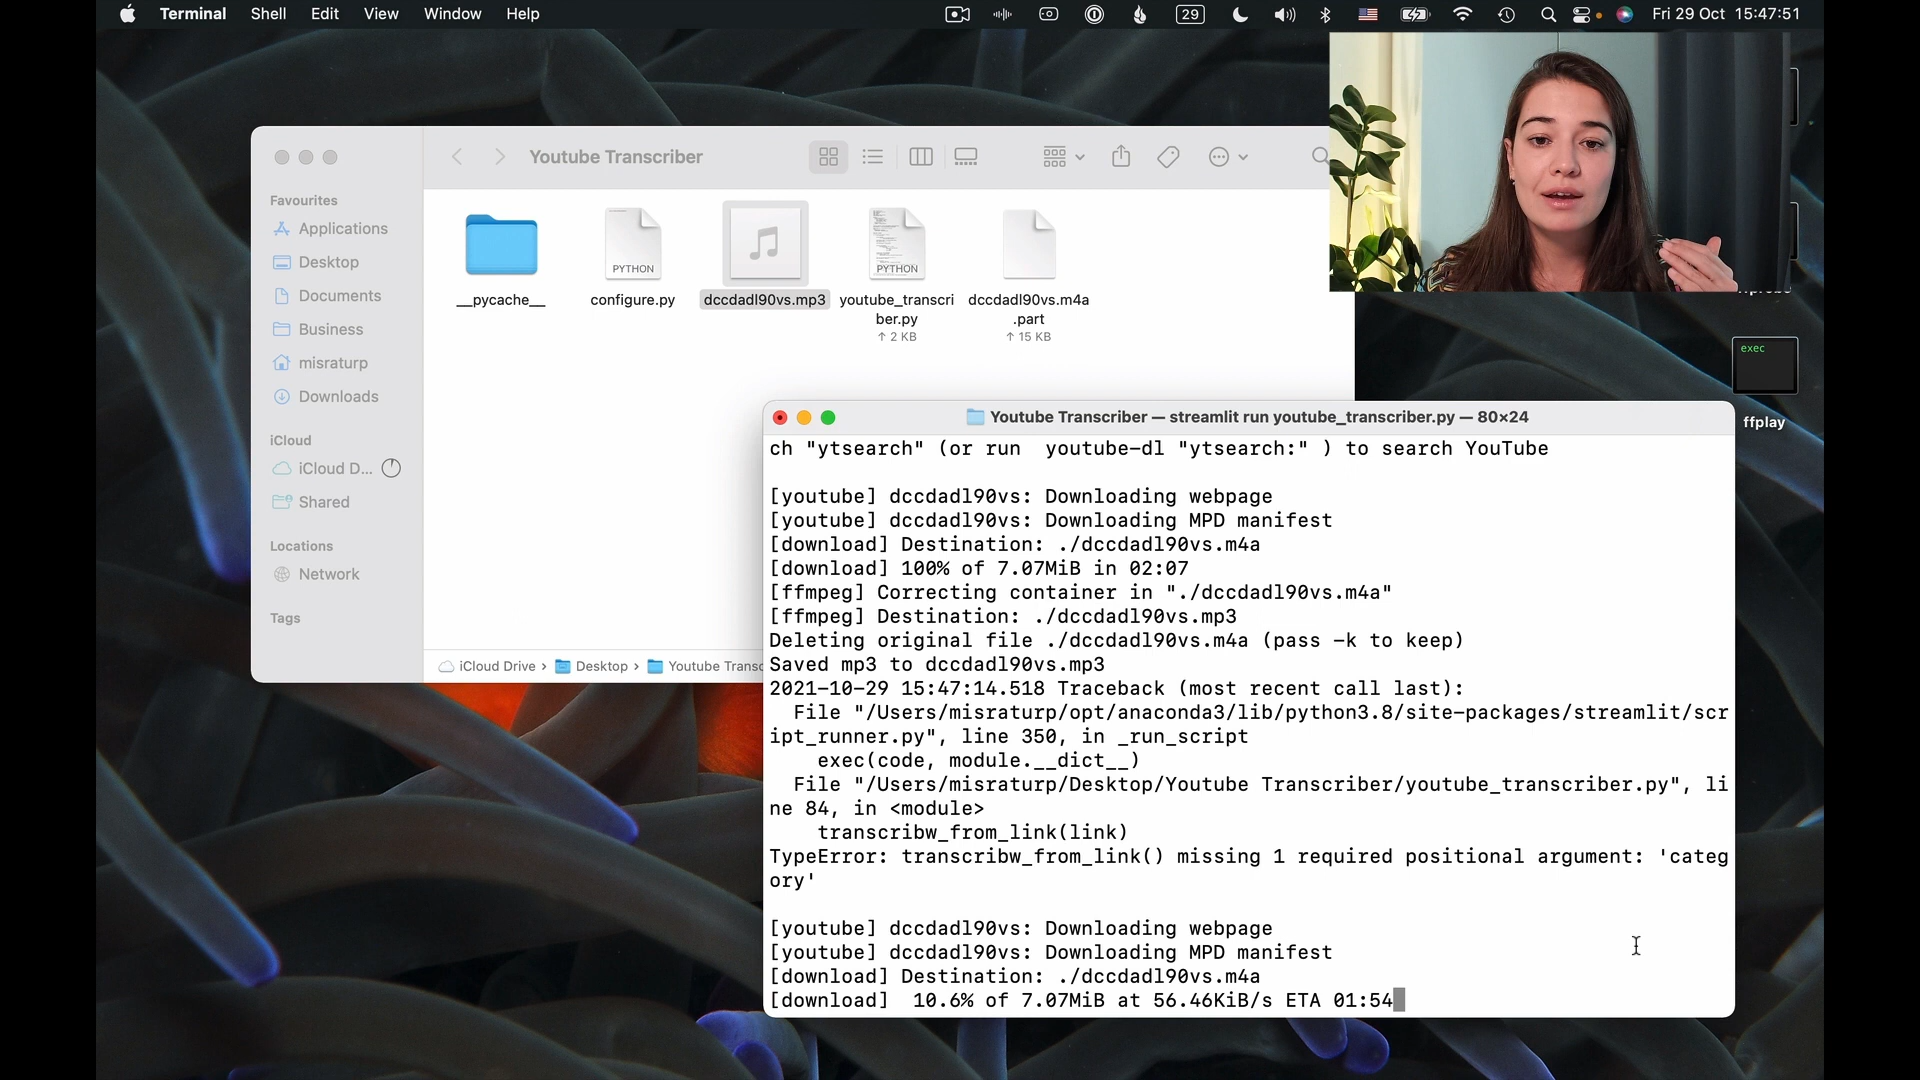 Terminal Shell Edit View Window Help 29 Fri 29 Oct 15:47:51
Youtube Transcriber
Favourites
Applications
Desktop
Documents
Business
misraturp
Downloads
iCloud
iCloud D...
Shared
Locations
Network
Tags
PYTHON PYTHON
__pycache__ configure.py dccdadl90vs.mp3 youtube_transcri dccdadl90vs.m4a
ber.py .part
↑ 2 KB ↑ 15 KB
iCloud Drive › Desktop › Youtube Transc
exec
ffplay
Youtube Transcriber — streamlit run youtube_transcriber.py — 80×24
ch "ytsearch" (or run  youtube-dl "ytsearch:" ) to search YouTube
[youtube] dccdadl90vs: Downloading webpage
[youtube] dccdadl90vs: Downloading MPD manifest
[download] Destination: ./dccdadl90vs.m4a
[download] 100% of 7.07MiB in 02:07
[ffmpeg] Correcting container in "./dccdadl90vs.m4a"
[ffmpeg] Destination: ./dccdadl90vs.mp3
Deleting original file ./dccdadl90vs.m4a (pass -k to keep)
Saved mp3 to dccdadl90vs.mp3
2021-10-29 15:47:14.518 Traceback (most recent call last):
  File "/Users/misraturp/opt/anaconda3/lib/python3.8/site-packages/streamlit/scr
ipt_runner.py", line 350, in _run_script
    exec(code, module.__dict__)
  File "/Users/misraturp/Desktop/Youtube Transcriber/youtube_transcriber.py", li
ne 84, in <module>
    transcribw_from_link(link)
TypeError: transcribw_from_link() missing 1 required positional argument: 'categ
ory'
[youtube] dccdadl90vs: Downloading webpage
[youtube] dccdadl90vs: Downloading MPD manifest
[download] Destination: ./dccdadl90vs.m4a
[download]  10.6% of 7.07MiB at 56.46KiB/s ETA 01:54